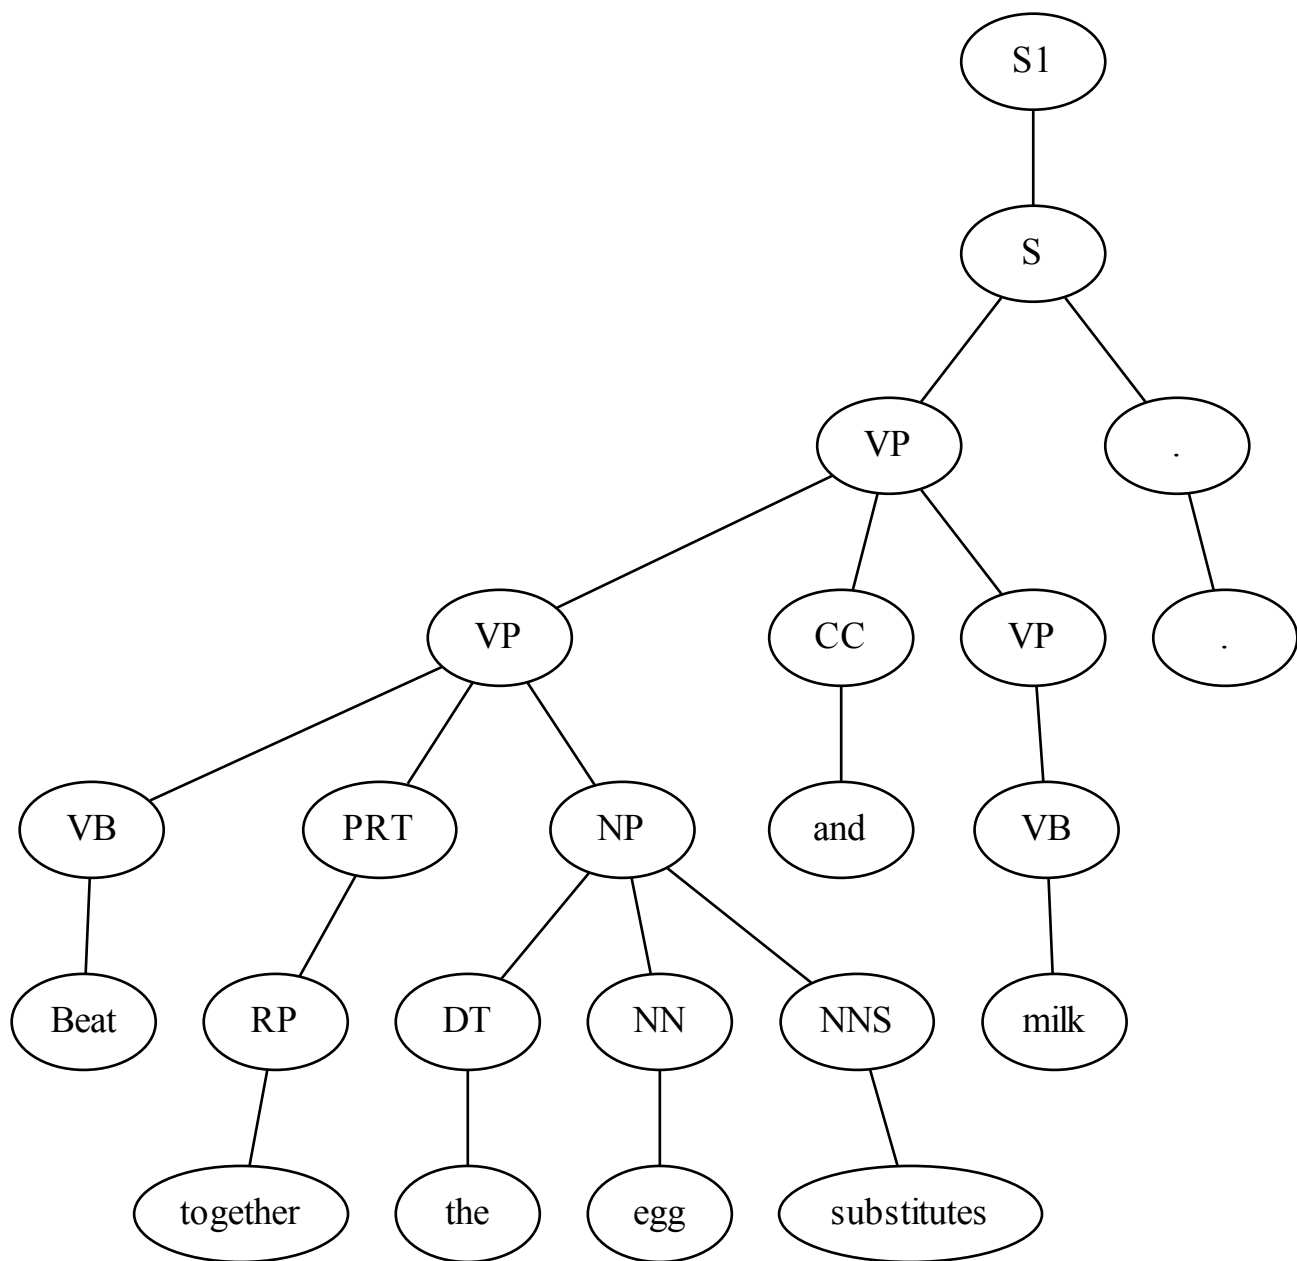 S1
S
VP .
VP CC VP .
VB PRT NP and VB
Beat RP DT NN NNS milk
together the egg substitutes